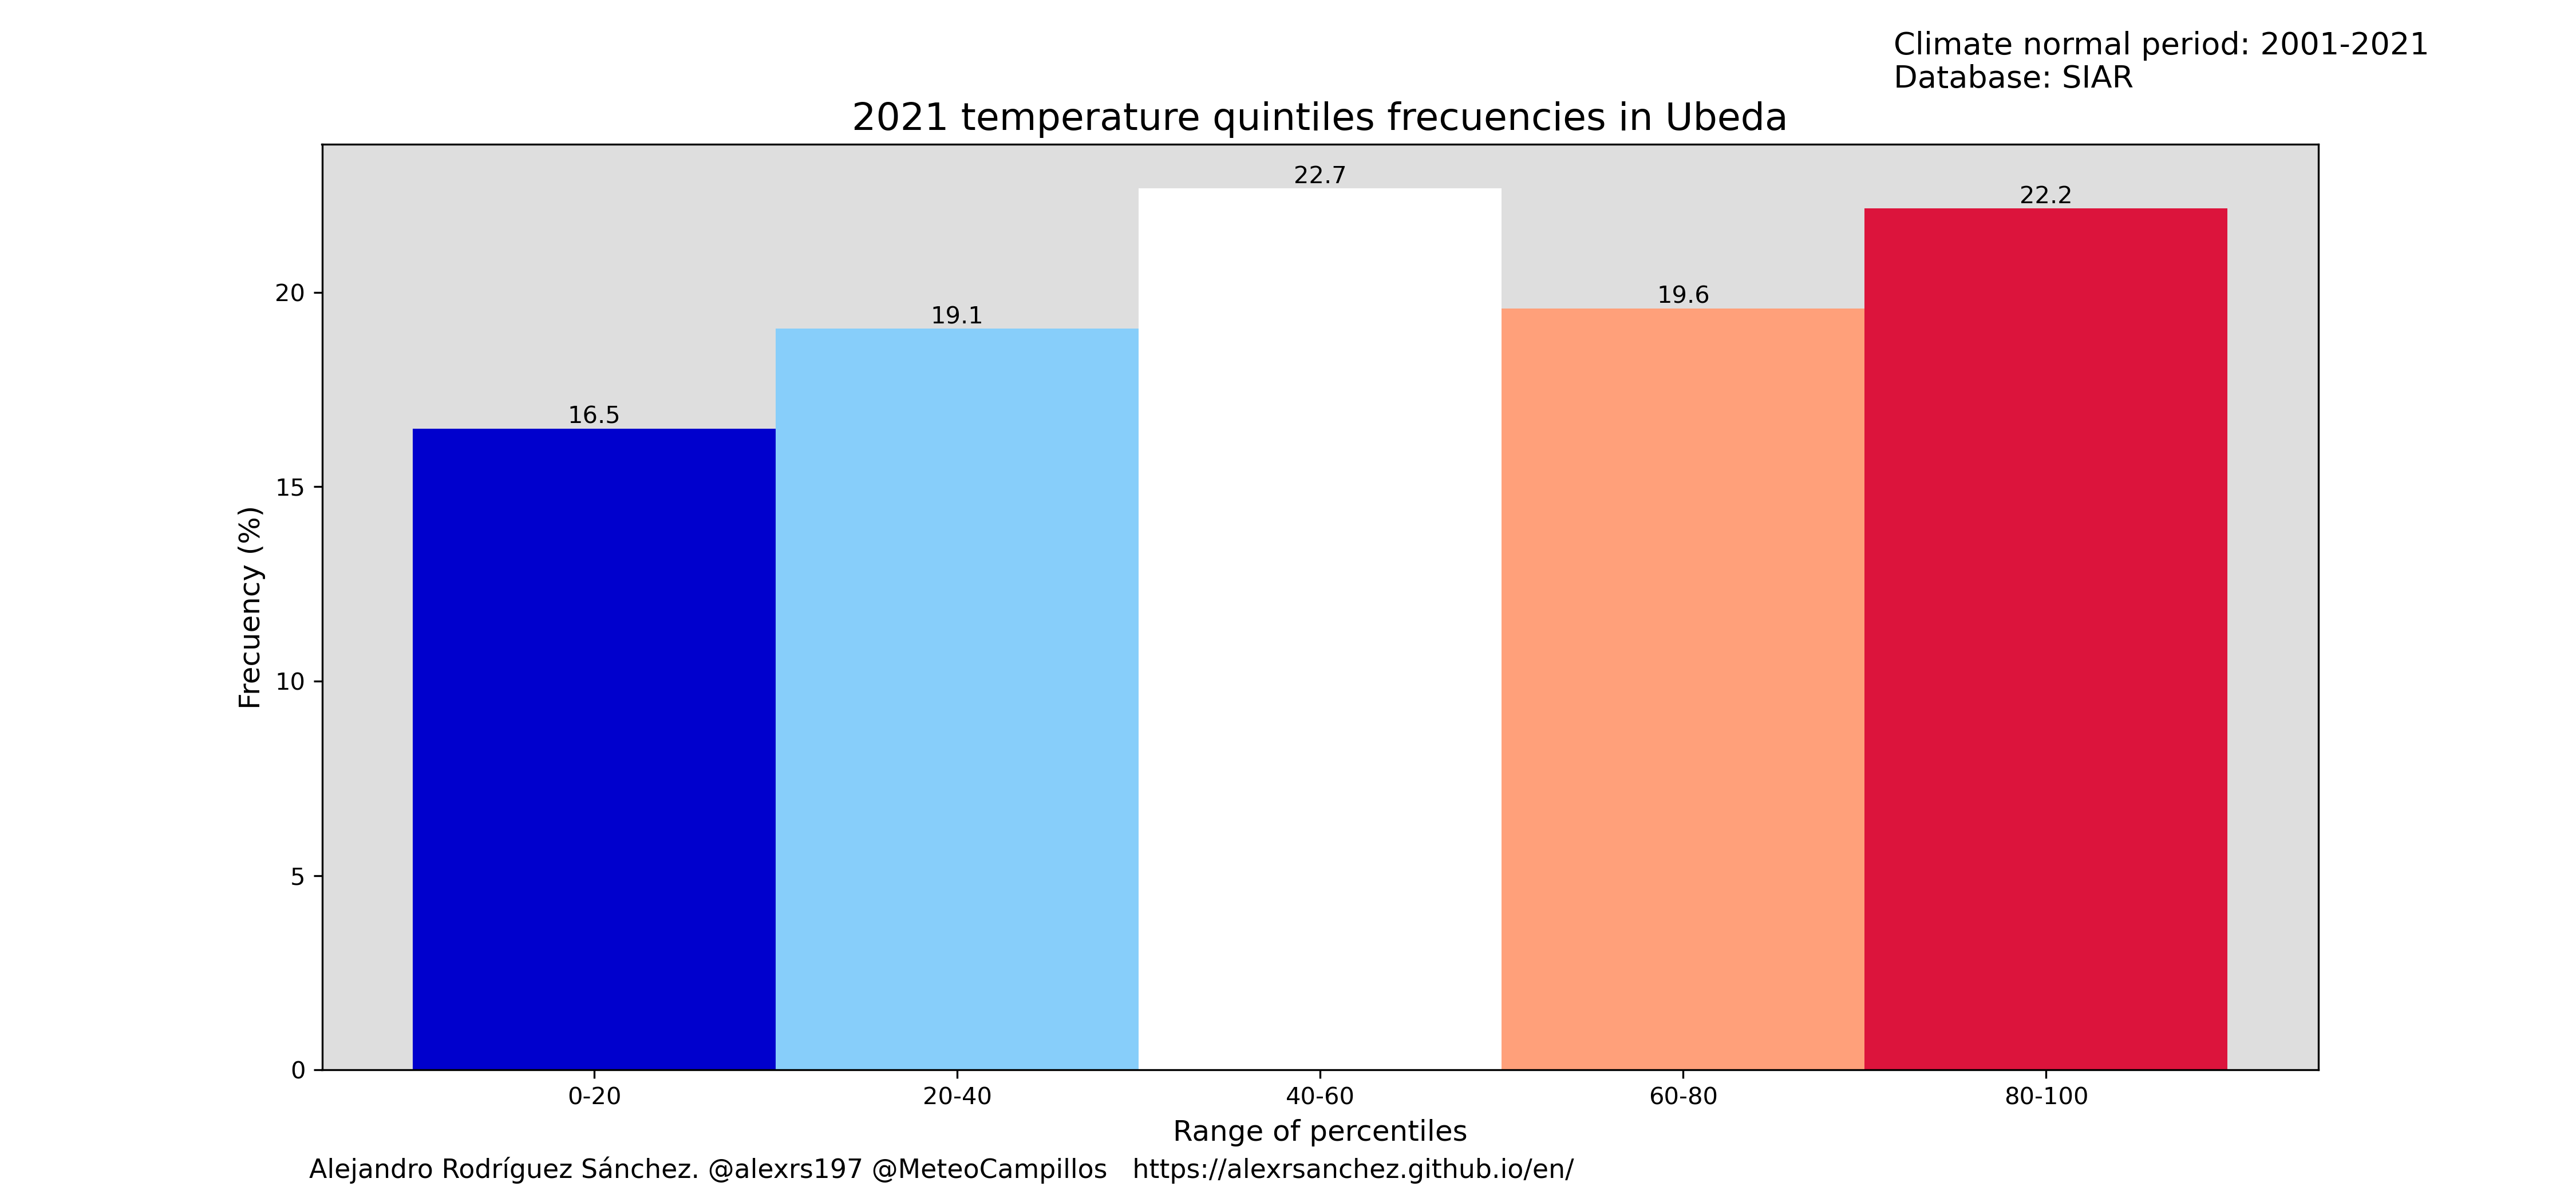 Climate normal period: 2001-2021
Database: SIAR
2021 temperature quintiles frecuencies in Ubeda
22.7
22.2
20
19.6
19.1
16.5
15
Frecuency (%)
10
5
0
0-20 20-40 40-60 60-80 80-100
Range of percentiles
Alejandro Rodríguez Sánchez. @alexrs197 @MeteoCampillos https://alexrsanchez.github.io/en/